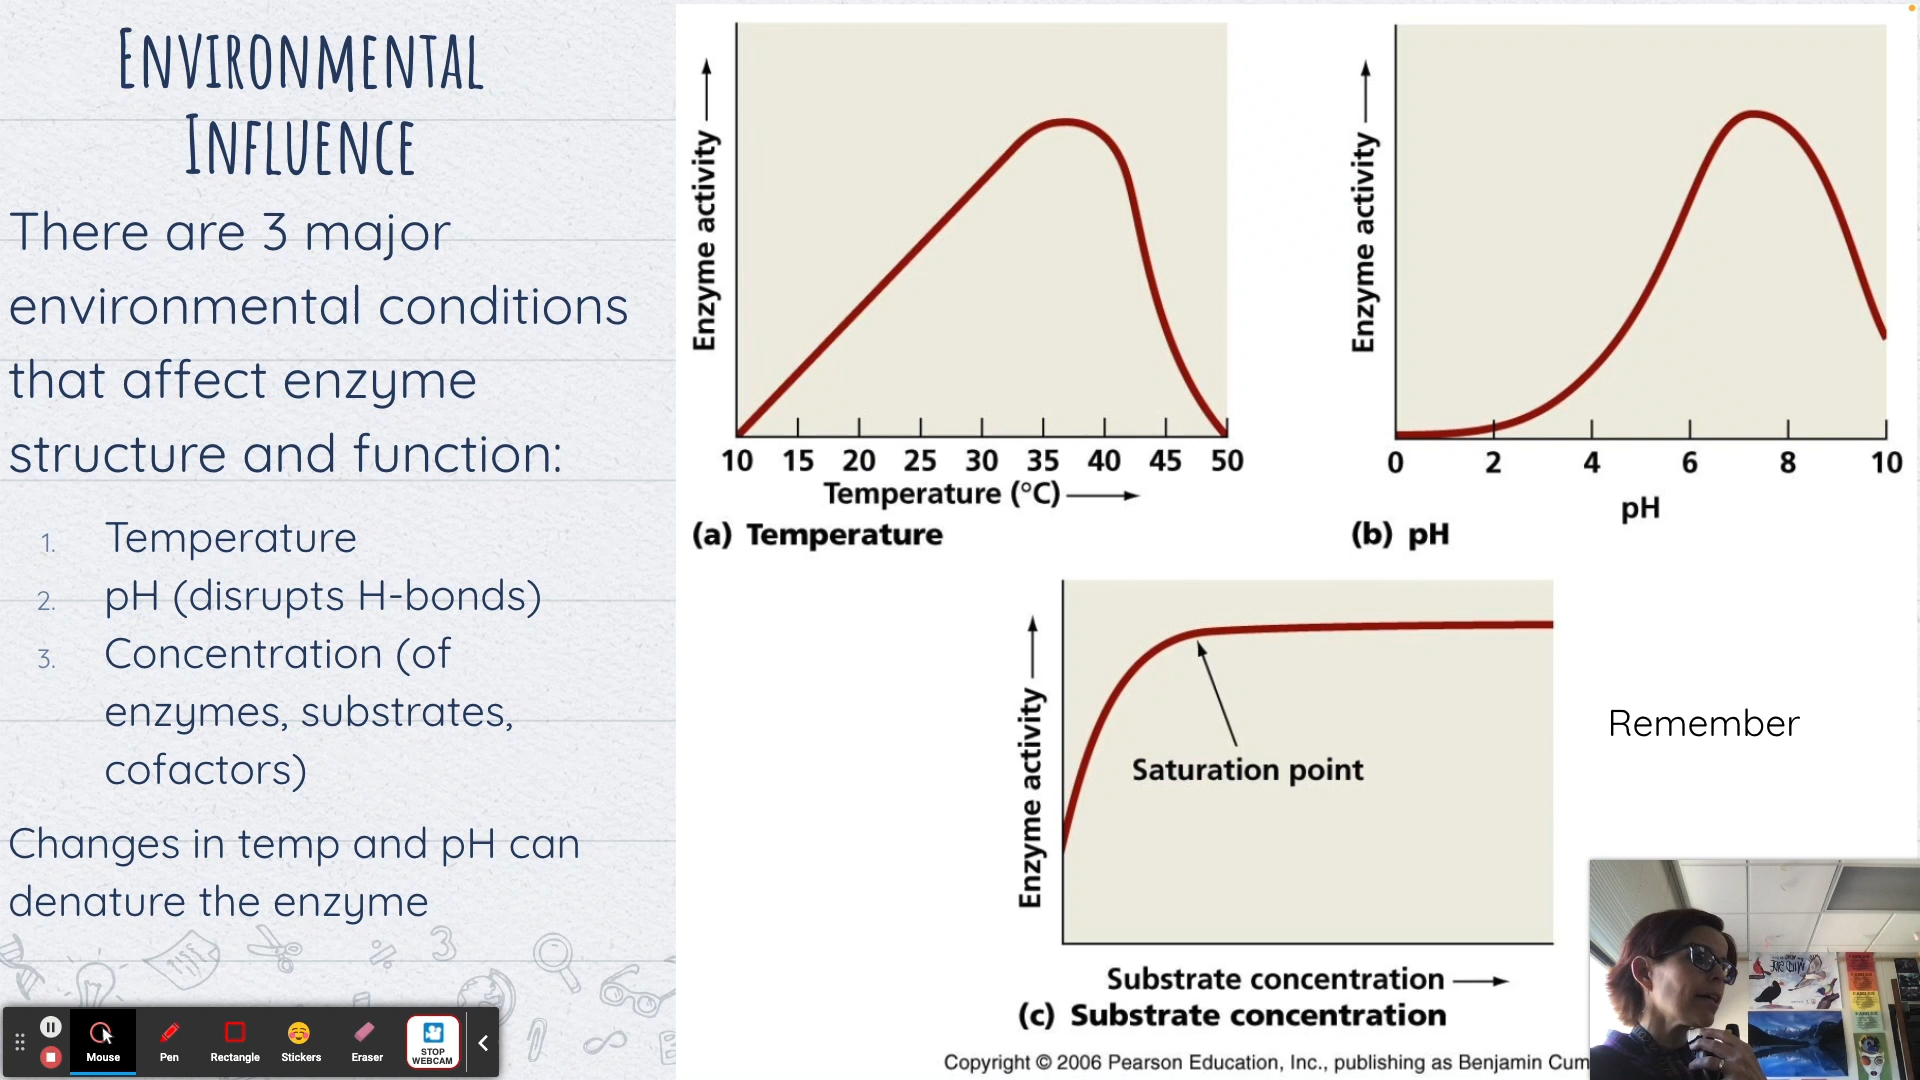 ENVIRONMENTAL
INFLUENCE
There are 3 major
environmental conditions
that affect enzyme
structure and function:
1. Temperature
2. pH (disrupts H-bonds)
3. Concentration (of
enzymes, substrates,
cofactors)
Changes in temp and pH can
denature the enzyme
Enzyme activity
10 15 20 25 30 35 40 45 50
Temperature (°C)
(a) Temperature
Enzyme activity
0 2 4 6 8 10
pH
(b) pH
Enzyme activity
Saturation point
Substrate concentration
(c) Substrate concentration
Remember
Copyright © 2006 Pearson Education, Inc., publishing as Benjamin Cum
Mouse
Pen
Rectangle
Stickers
Eraser
STOP
WEBCAM